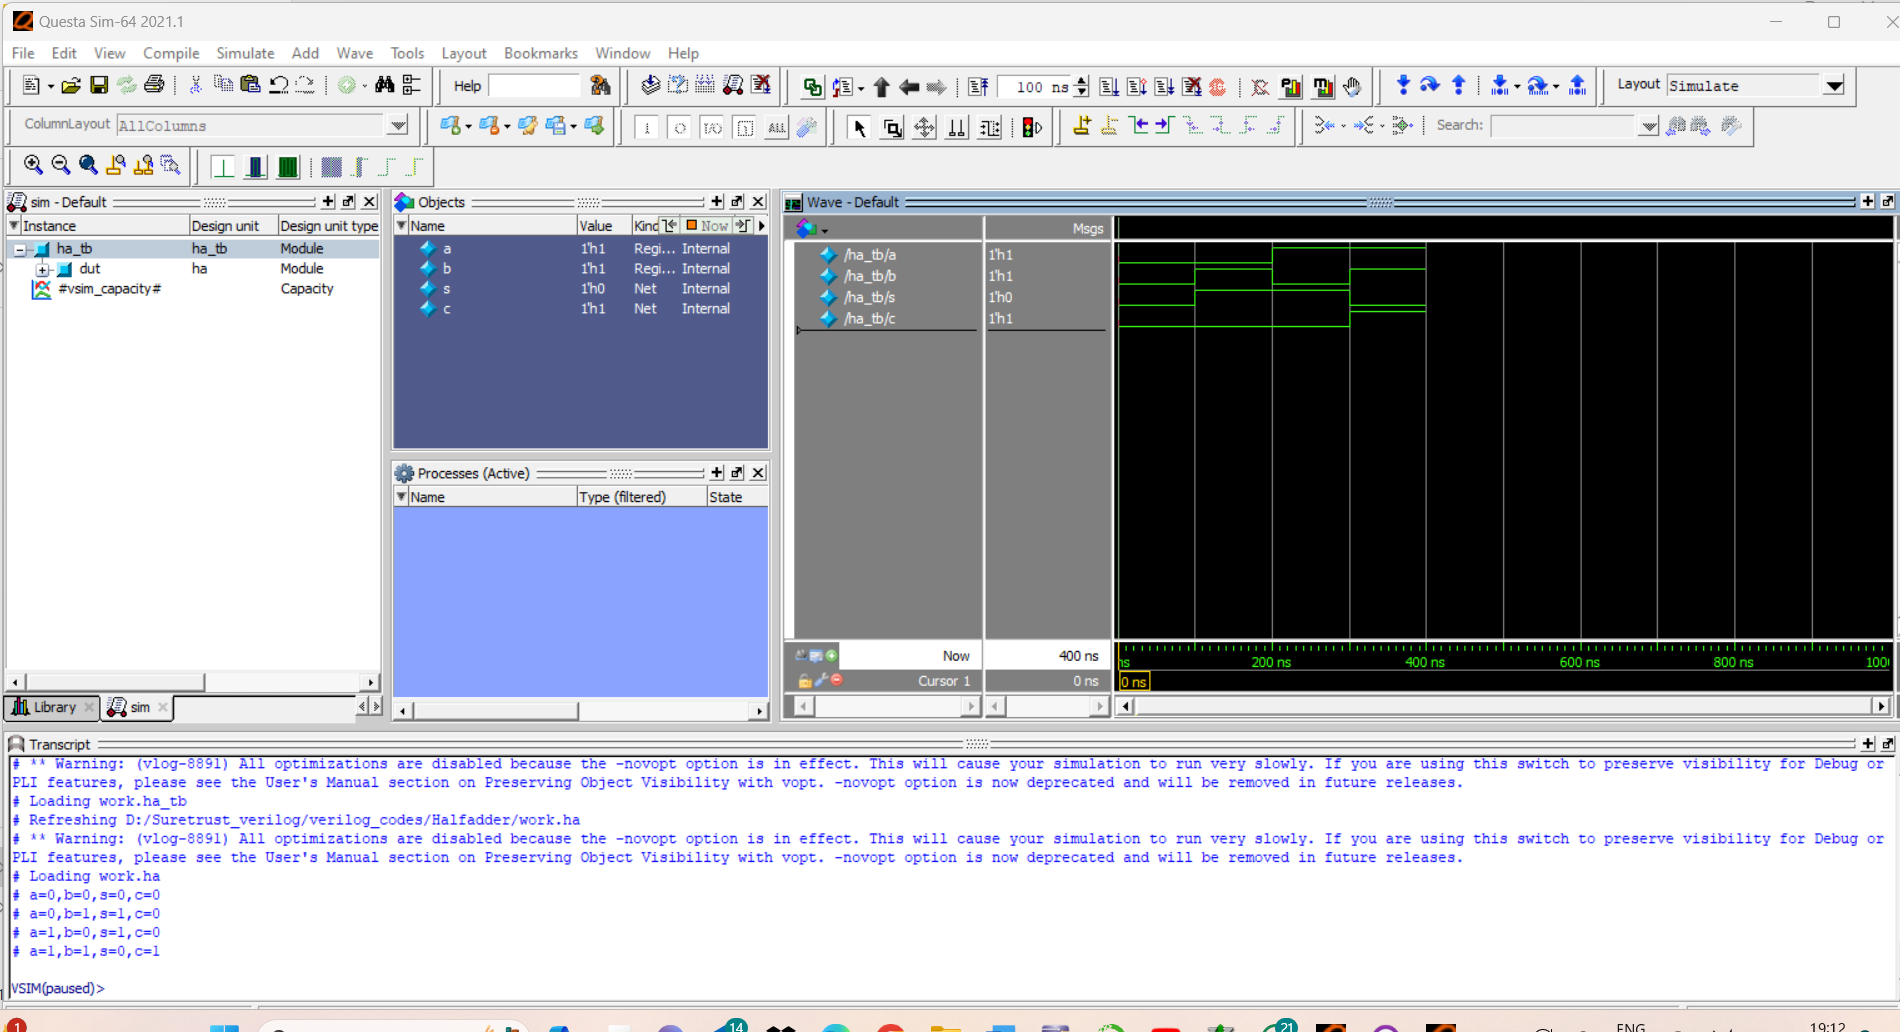 Questa Sim-64 2021.1
File Edit View Compile Simulate Add Wave Tools Layout Bookmarks Window Help
Help 100 ns Layout Simulate
ColumnLayout AllColumns Search:
sim - Default
Instance Design unit Design unit type
ha_tb ha_tb Module
dut ha Module
#vsim_capacity# Capacity
Library sim
Objects
Name Value Kind Now
a 1'h1 Regi... Internal
b 1'h1 Regi... Internal
s 1'h0 Net Internal
c 1'h1 Net Internal
Processes (Active)
Name Type (filtered) State
Wave - Default
Msgs
/ha_tb/a 1'h1
/ha_tb/b 1'h1
/ha_tb/s 1'h0
/ha_tb/c 1'h1
Now 400 ns
ns 200 ns 400 ns 600 ns 800 ns 100
Cursor 1 0 ns 0 ns
Transcript
# ** Warning: (vlog-8891) All optimizations are disabled because the -novopt option is in effect. This will cause your simulation to run very slowly. If you are using this switch to preserve visibility for Debug or
PLI features, please see the User's Manual section on Preserving Object Visibility with vopt. -novopt option is now deprecated and will be removed in future releases.
# Loading work.ha_tb
# Refreshing D:/Suretrust_verilog/verilog_codes/Halfadder/work.ha
# ** Warning: (vlog-8891) All optimizations are disabled because the -novopt option is in effect. This will cause your simulation to run very slowly. If you are using this switch to preserve visibility for Debug or
PLI features, please see the User's Manual section on Preserving Object Visibility with vopt. -novopt option is now deprecated and will be removed in future releases.
# Loading work.ha
# a=0,b=0,s=0,c=0
# a=0,b=1,s=1,c=0
# a=1,b=0,s=1,c=0
# a=1,b=1,s=0,c=1
VSIM(paused)>
1 14 21 ENG 19:12